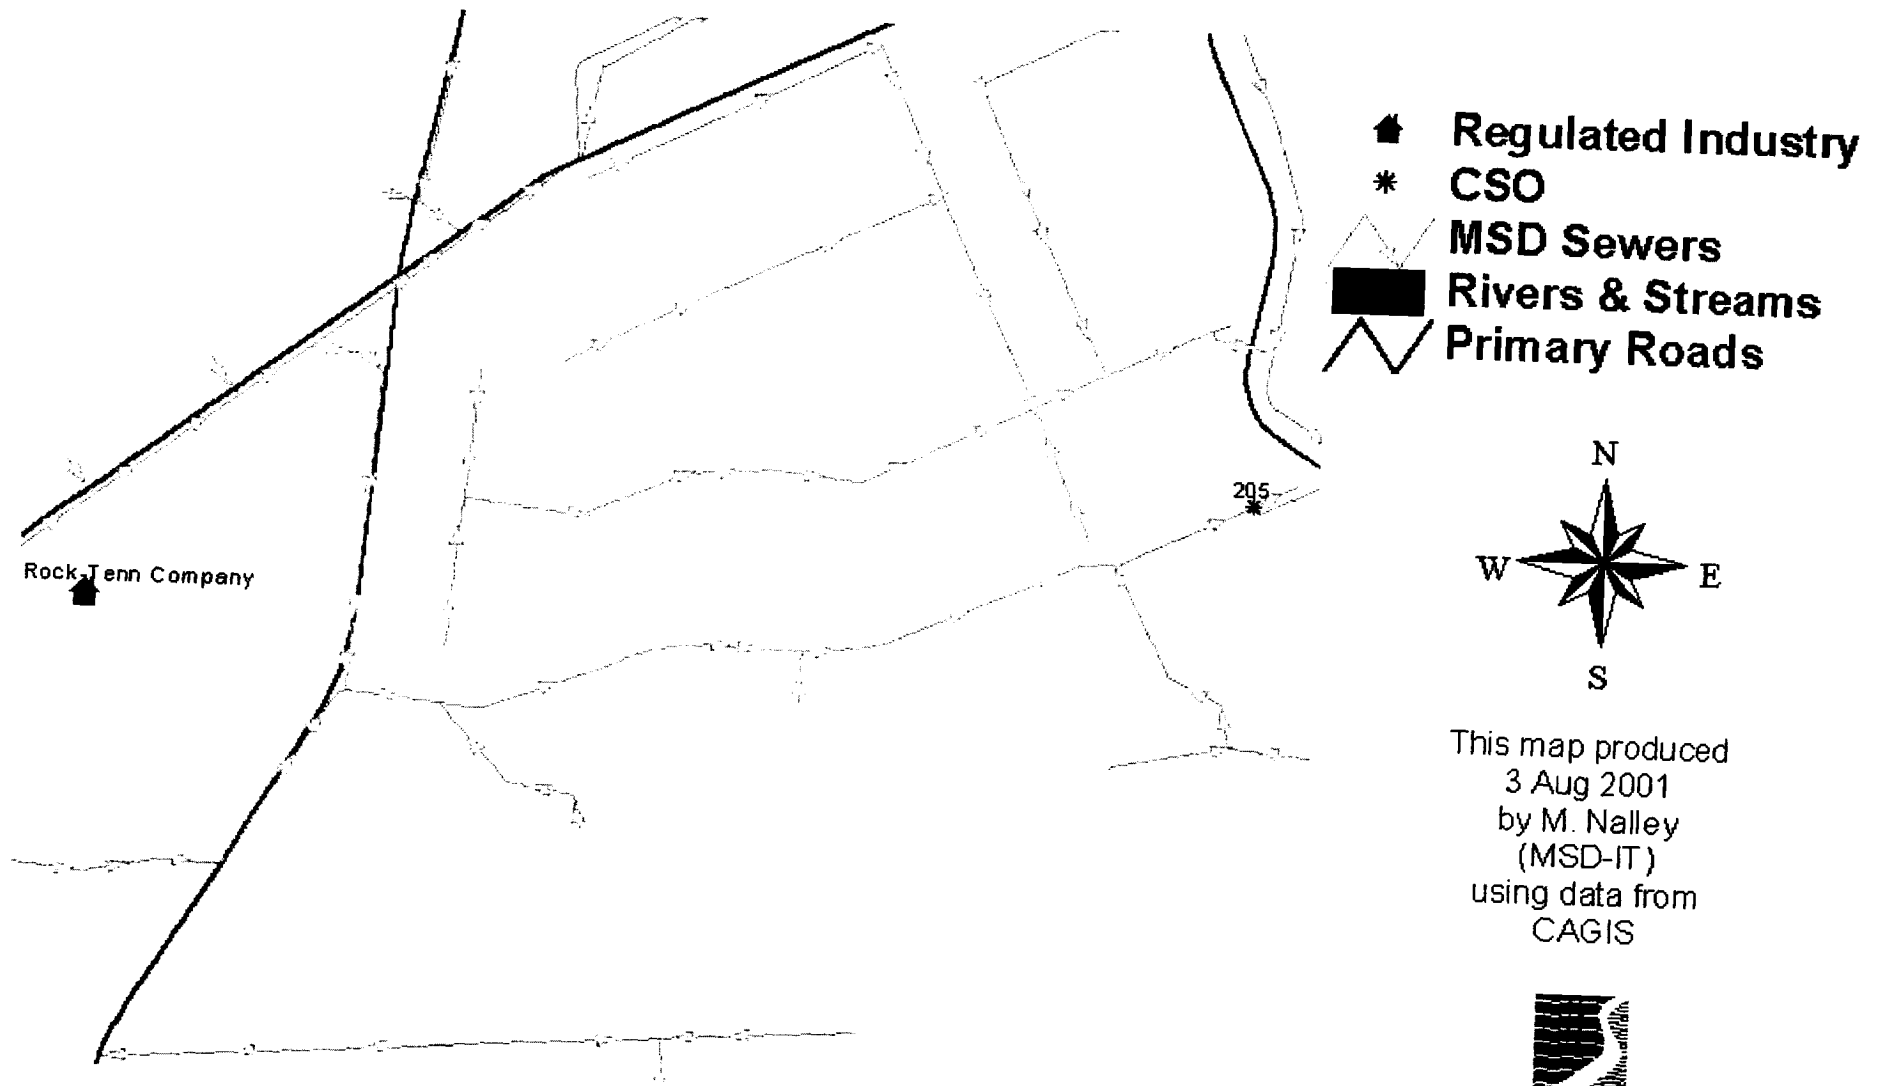 Regulated Industry
CSO
MSD Sewers
Rivers & Streams
Primary Roads
N
205
W
E
Rock-Tenn Company
S
This map produced
3 Aug 2001
by M. Nalley
(MSD-IT)
using data from
CAGIS